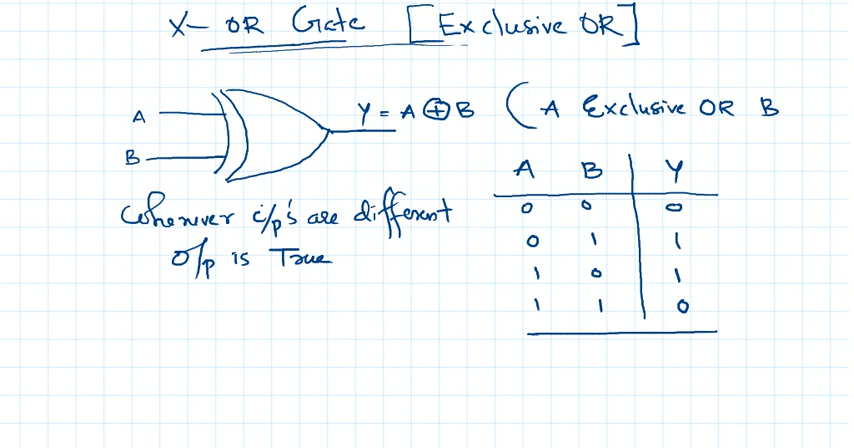 X-OR Gate [Exclusive OR]
A
B
Y = A ⊕ B (A Exclusive OR B
Whenever i/p's are different
O/p is True
A B Y
0 0 0
0 1 1
1 0 1
1 1 0